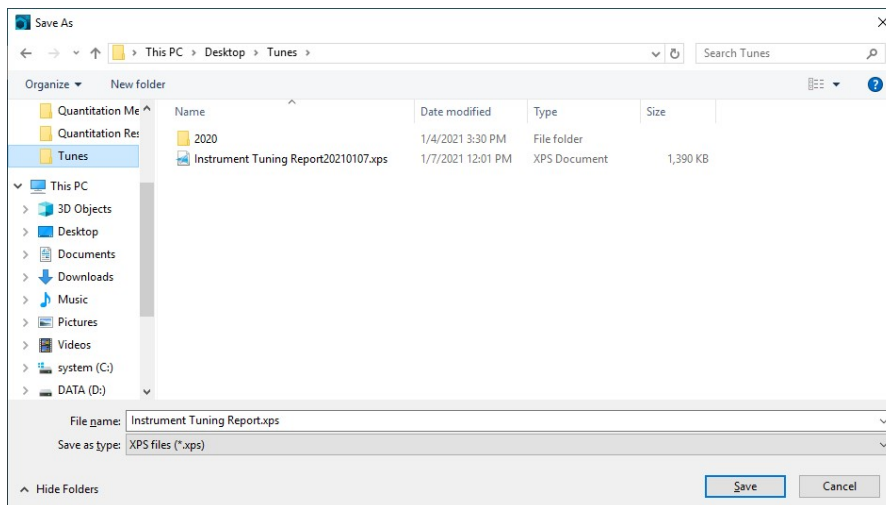 Save As
This PC > Desktop > Tunes >
Search Tunes
Organize
New folder
Quantitation Me
Quantitation Res
Tunes
This PC
3D Objects
Desktop
Documents
Downloads
Music
Pictures
Videos
system (C:)
DATA (D:)
Name Date modified Type Size
2020 1/4/2021 3:30 PM File folder
Instrument Tuning Report20210107.xps 1/7/2021 12:01 PM XPS Document 1,390 KB
File name: Instrument Tuning Report.xps
Save as type: XPS files (*.xps)
Hide Folders
Save
Cancel